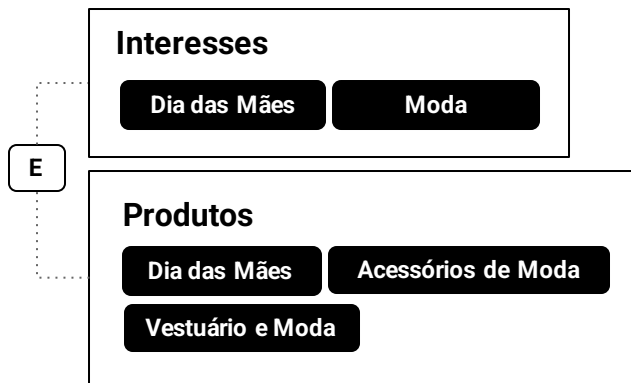 Interesses
Dia das Mães Moda
E
Produtos
Dia das Mães Acessórios de Moda
Vestuário e Moda